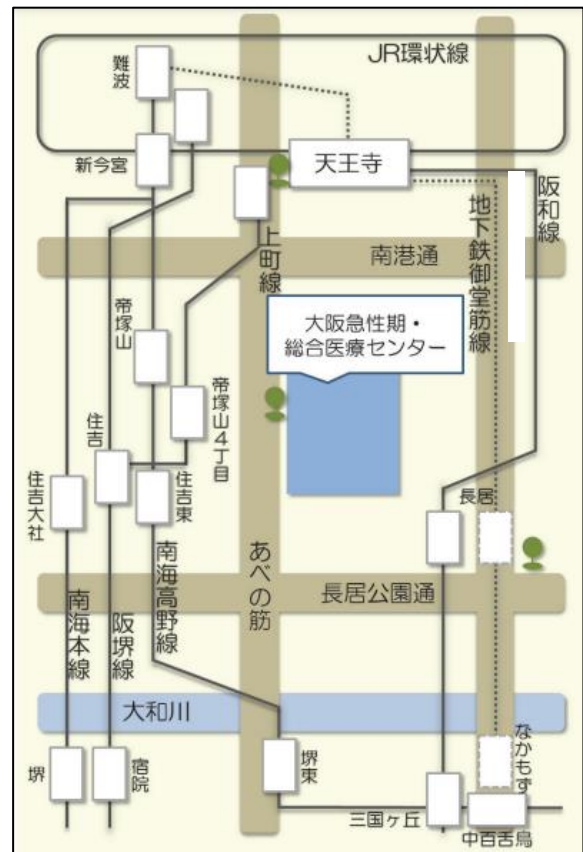 JR環状線
難波
新今宮
天王寺
阪和線
地下鉄御堂筋線
上町線
南港通
大阪急性期・
総合医療センター
帝塚山
帝塚山4丁目
住吉
住吉東
住吉大社
長居
あべの筋
長居公園通
南海高野線
南海本線
阪堺線
大和川
なかもず
堺
宿院
堺東
三国ヶ丘
中百舌鳥